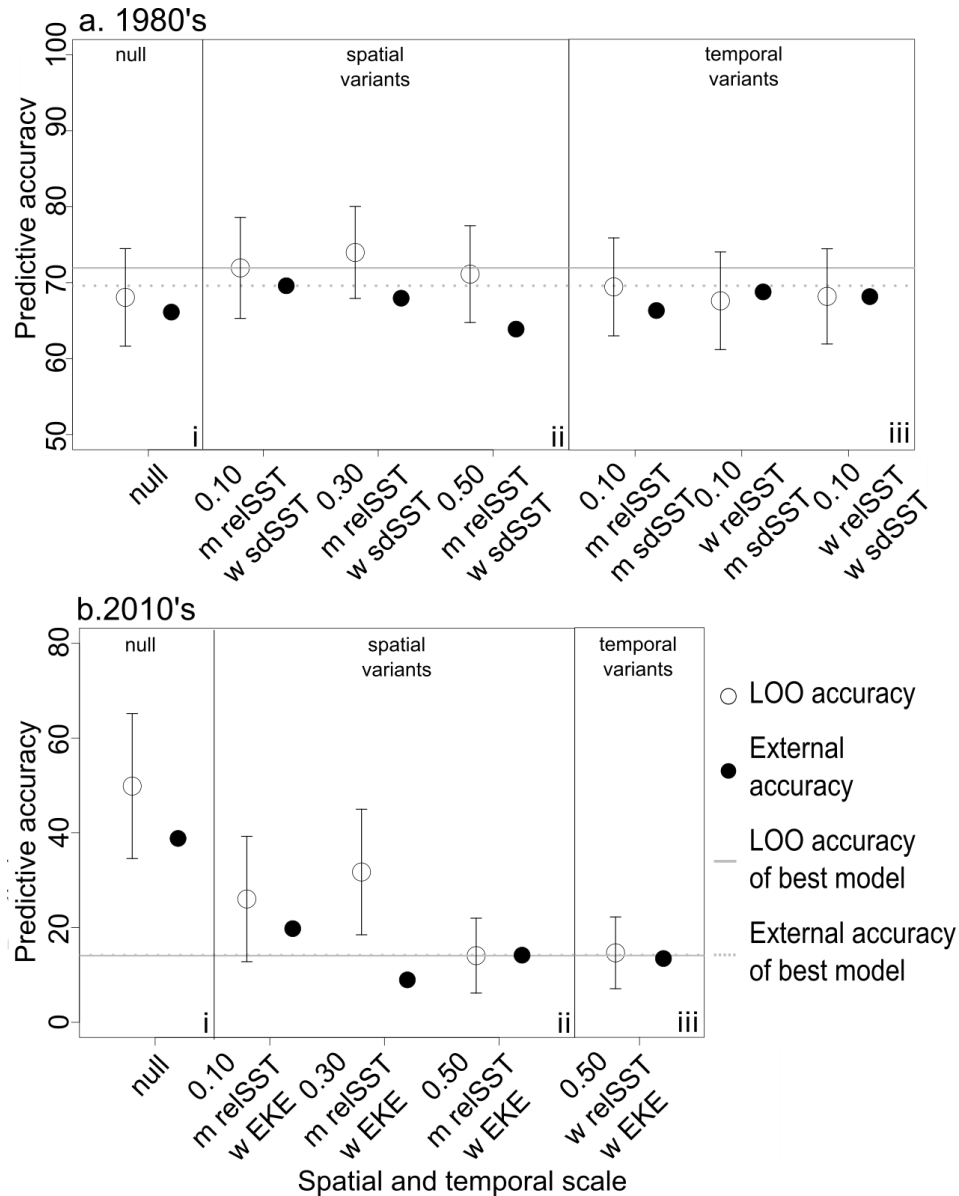 a. 1980's
null
spatial
variants
temporal
variants
Predictive accuracy
100
90
80
70
60
50
i
ii
iii
null
0.10
m relSST
w sdSST
0.30
m relSST
w sdSST
0.50
m relSST
w sdSST
0.10
m relSST
m sdSST
0.10
w relSST
m sdSST
0.10
w relSST
w sdSST
b.2010's
null
spatial
variants
temporal
variants
Predictive accuracy
80
60
40
20
0
i
ii
iii
null
0.10
m relSST
w EKE
0.30
m relSST
w EKE
0.50
m relSST
w EKE
0.50
w relSST
w EKE
Spatial and temporal scale
LOO accuracy
External
accuracy
LOO accuracy
of best model
External accuracy
of best model